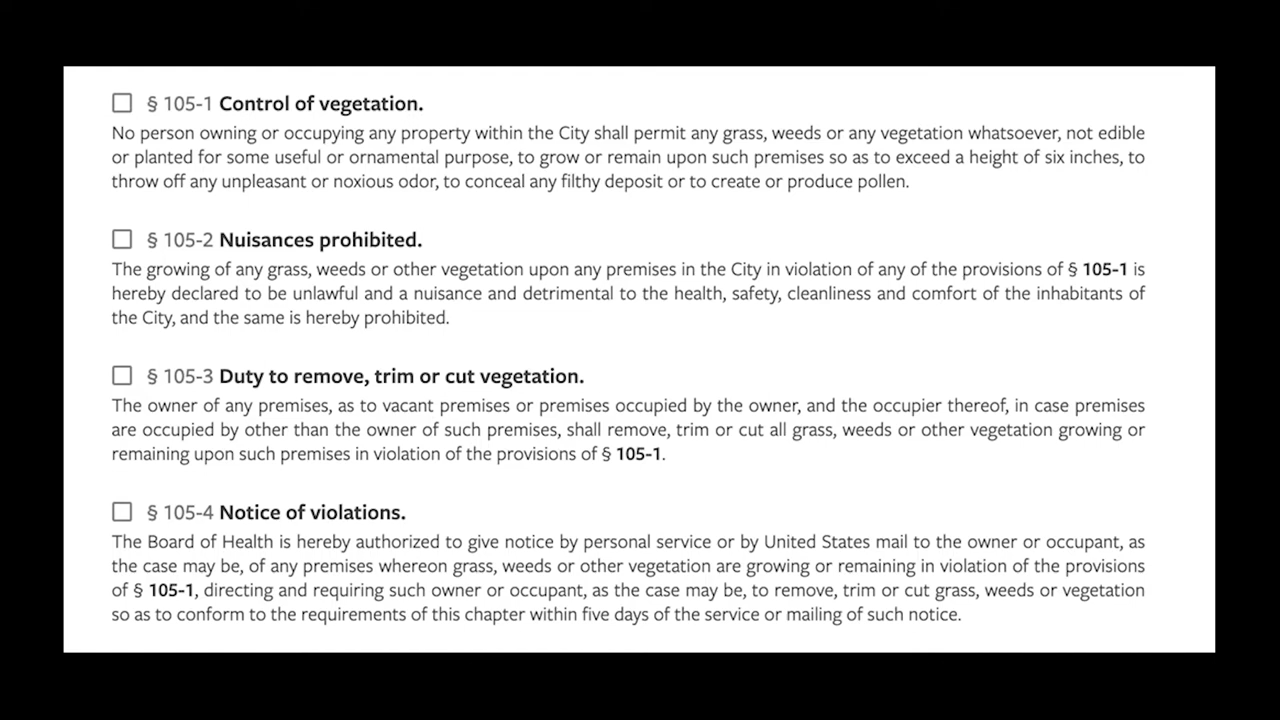 § 105-1 Control of vegetation.
No person owning or occupying any property within the City shall permit any grass, weeds or any vegetation whatsoever, not edible
or planted for some useful or ornamental purpose, to grow or remain upon such premises so as to exceed a height of six inches, to
throw off any unpleasant or noxious odor, to conceal any filthy deposit or to create or produce pollen.
§ 105-2 Nuisances prohibited.
The growing of any grass, weeds or other vegetation upon any premises in the City in violation of any of the provisions of § 105-1 is
hereby declared to be unlawful and a nuisance and detrimental to the health, safety, cleanliness and comfort of the inhabitants of
the City, and the same is hereby prohibited.
§ 105-3 Duty to remove, trim or cut vegetation.
The owner of any premises, as to vacant premises or premises occupied by the owner, and the occupier thereof, in case premises
are occupied by other than the owner of such premises, shall remove, trim or cut all grass, weeds or other vegetation growing or
remaining upon such premises in violation of the provisions of § 105-1.
§ 105-4 Notice of violations.
The Board of Health is hereby authorized to give notice by personal service or by United States mail to the owner or occupant, as
the case may be, of any premises whereon grass, weeds or other vegetation are growing or remaining in violation of the provisions
of § 105-1, directing and requiring such owner or occupant, as the case may be, to remove, trim or cut grass, weeds or vegetation
so as to conform to the requirements of this chapter within five days of the service or mailing of such notice.